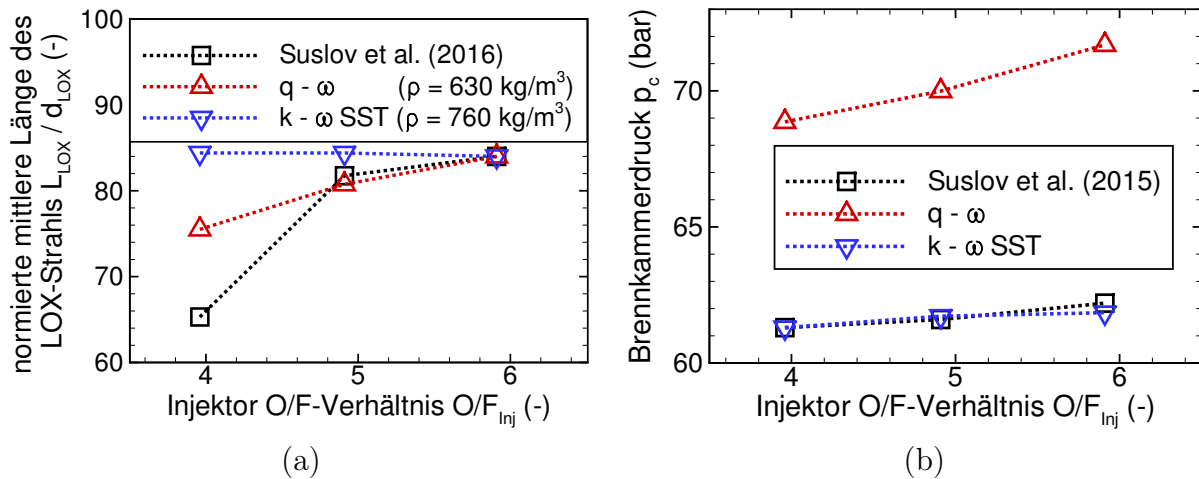 normierte mittlere Länge des
LOX-Strahls L_LOX / d_LOX (-)
100
90
80
70
60
Suslov et al. (2016)
q - ω (ρ = 630 kg/m³)
k - ω SST (ρ = 760 kg/m³)
4 5 6
Injektor O/F-Verhältnis O/F_Inj (-)
(a)
Brennkammerdruck p_c (bar)
70
65
60
Suslov et al. (2015)
q - ω
k - ω SST
4 5 6
Injektor O/F-Verhältnis O/F_Inj (-)
(b)